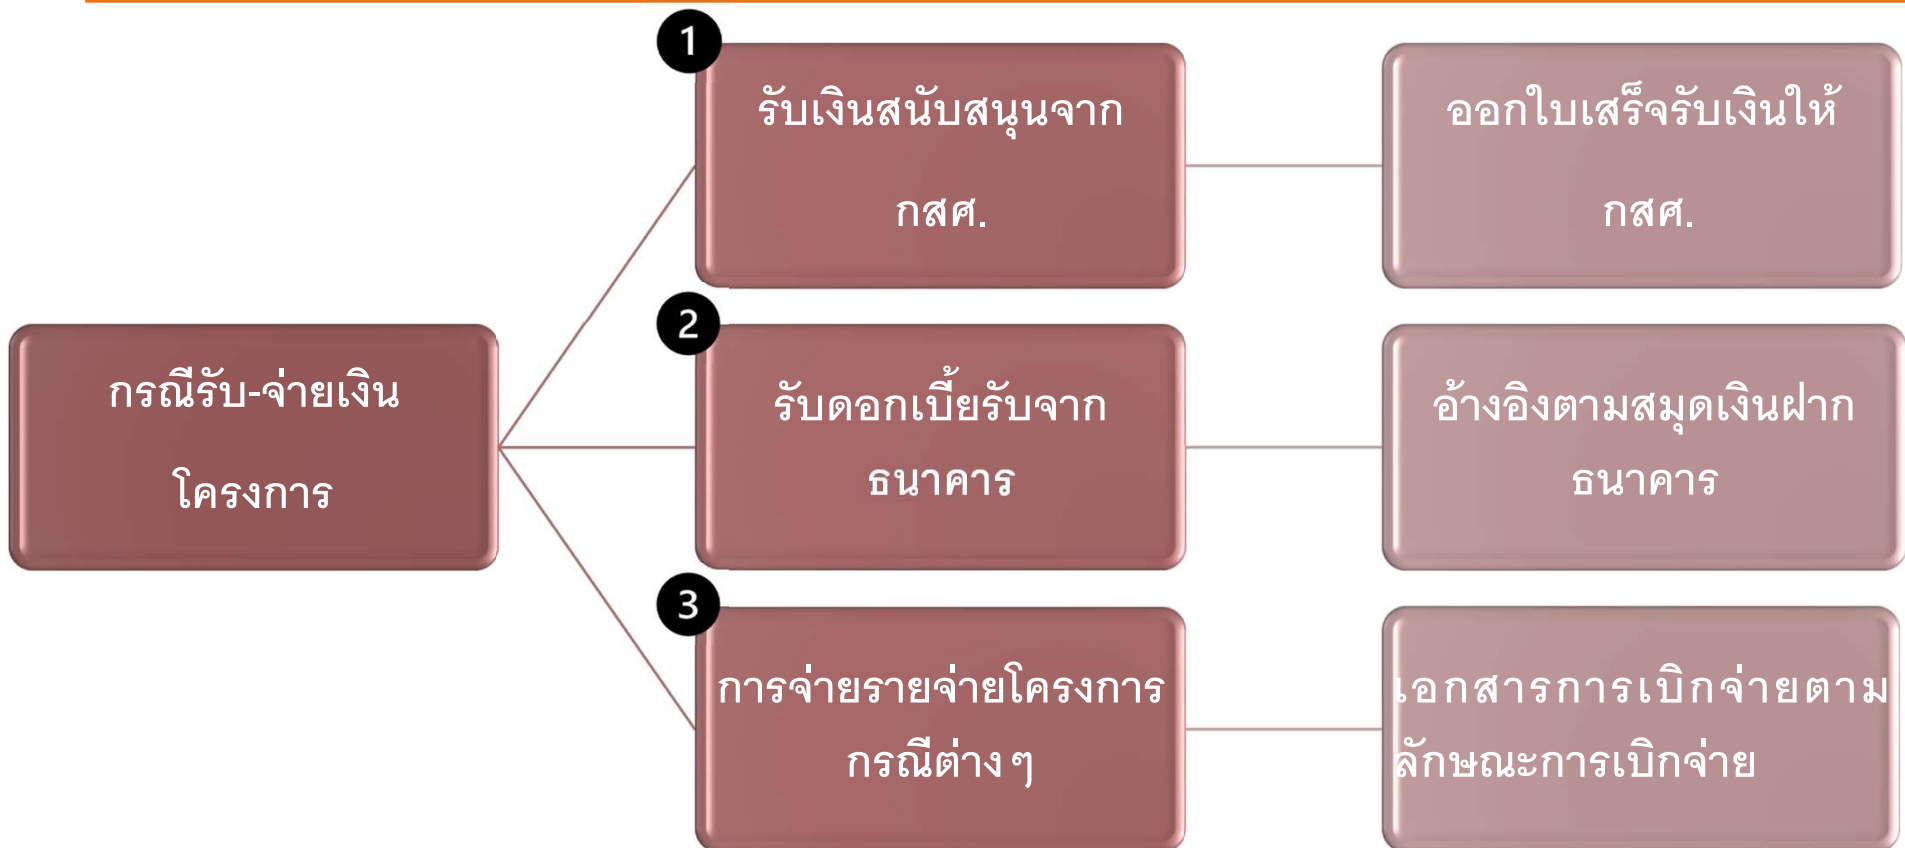 กรณีรับ-จ่ายเงิน
โครงการ
1
รับเงินสนับสนุนจาก
กสศ.
ออกใบเสร็จรับเงินให้
กสศ.
2
รับดอกเบี้ยรับจาก
ธนาคาร
อ้างอิงตามสมุดเงินฝาก
ธนาคาร
3
การจ่ายรายจ่ายโครงการ
กรณีต่าง ๆ
เอกสารการเบิกจ่ายตาม
ลักษณะการเบิกจ่าย